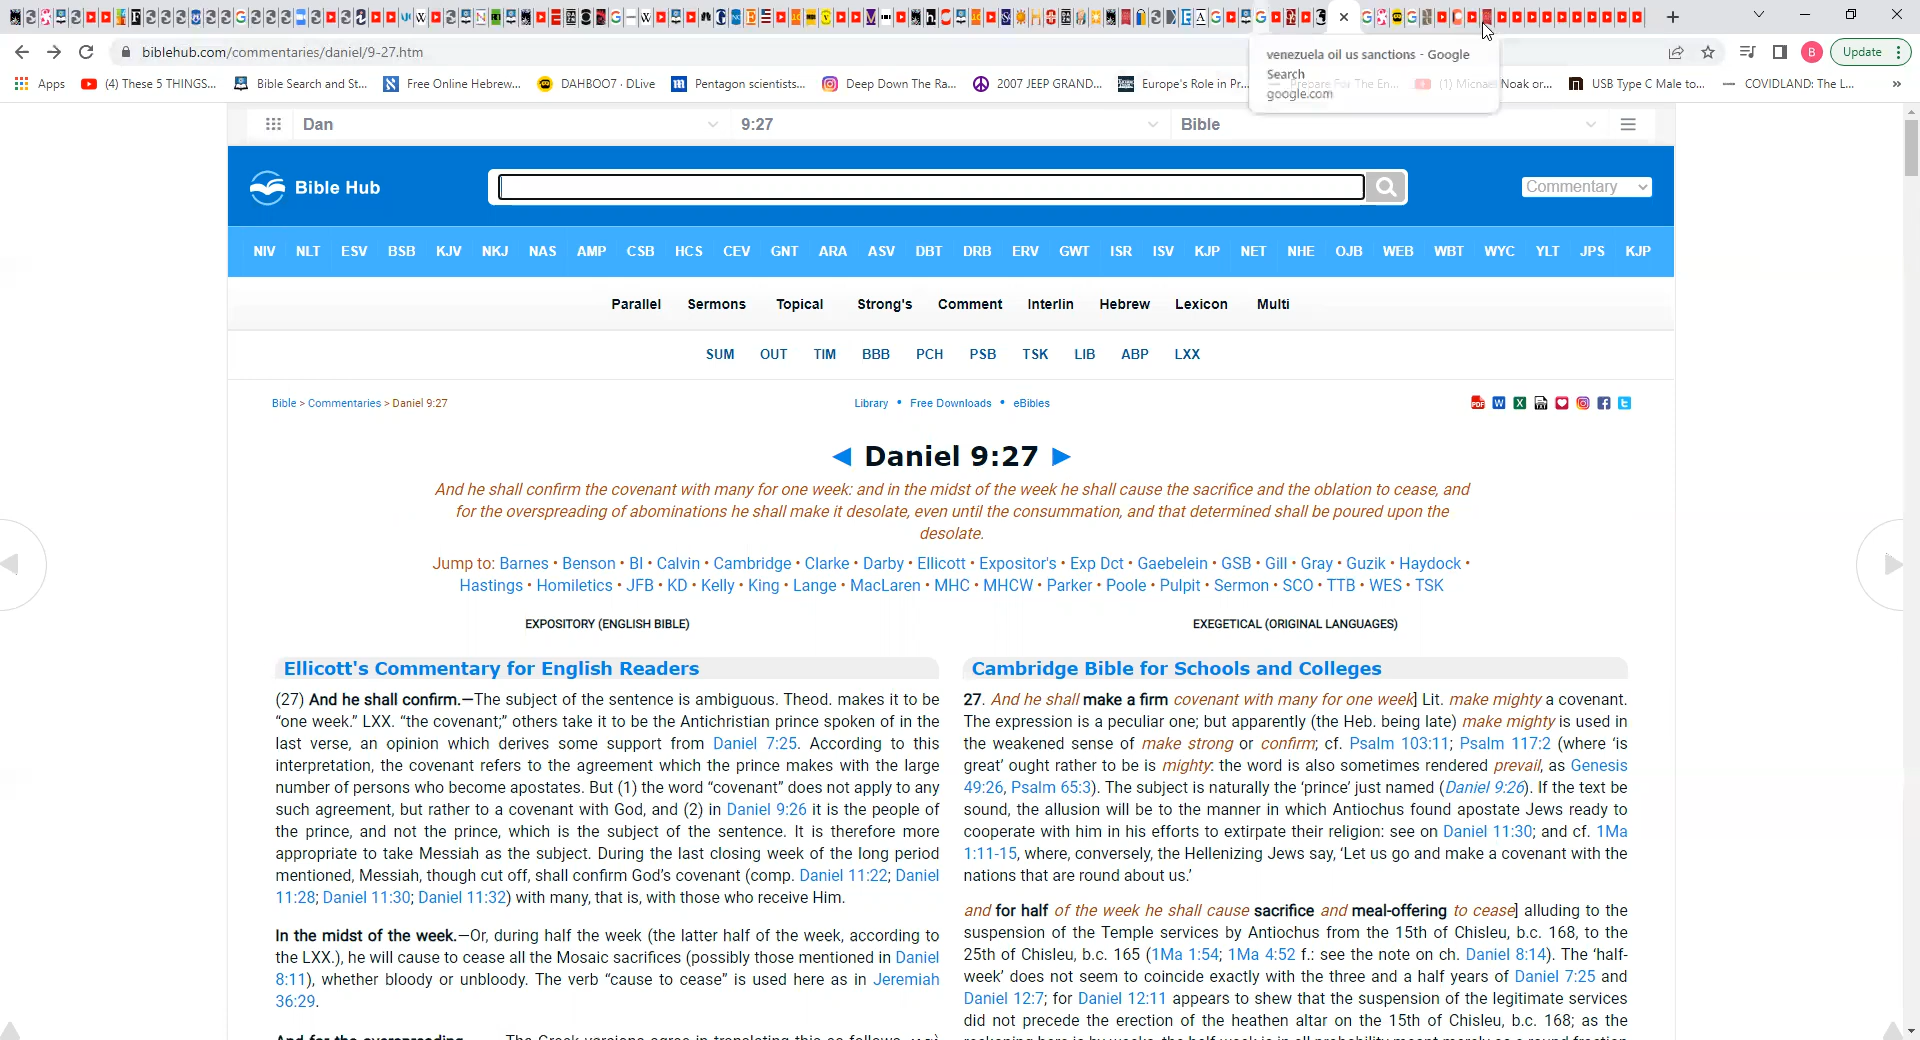 biblehub.com/commentaries/daniel/9-27.htm
venezuela oil us sanctions - Google
Search
google.com
B
Update
Apps
(4) These 5 THINGS...
Bible Search and St...
Free Online Hebrew...
DAHBOO7 - DLive
Pentagon scientists...
Deep Down The Ra...
2007 JEEP GRAND...
Europe's Role in Pr...
Prepare For The En...
(1) Michael Noak or...
USB Type C Male to...
COVIDLAND: The L...
Dan
9:27
Bible
Bible Hub
Commentary
NIV NLT ESV BSB KJV NKJ NAS AMP CSB HCS CEV GNT ARA ASV DBT DRB ERV GWT ISR ISV KJP NET NHE OJB WEB WBT WYC YLT JPS KJP
Parallel Sermons Topical Strong's Comment Interlin Hebrew Lexicon Multi
SUM OUT TIM BBB PCH PSB TSK LIB ABP LXX
Bible > Commentaries > Daniel 9:27
Library • Free Downloads • eBibles
◄ Daniel 9:27 ►
And he shall confirm the covenant with many for one week: and in the midst of the week he shall cause the sacrifice and the oblation to cease, and
for the overspreading of abominations he shall make it desolate, even until the consummation, and that determined shall be poured upon the
desolate.
Jump to: Barnes • Benson • BI • Calvin • Cambridge • Clarke • Darby • Ellicott • Expositor's • Exp Dct • Gaebelein • GSB • Gill • Gray • Guzik • Haydock •
Hastings • Homiletics • JFB • KD • Kelly • King • Lange • MacLaren • MHC • MHCW • Parker • Poole • Pulpit • Sermon • SCO • TTB • WES • TSK
EXPOSITORY (ENGLISH BIBLE)
Ellicott's Commentary for English Readers
(27) And he shall confirm.—The subject of the sentence is ambiguous. Theod. makes it to be
“one week.” LXX. “the covenant;” others take it to be the Antichristian prince spoken of in the
last verse, an opinion which derives some support from Daniel 7:25. According to this
interpretation, the covenant refers to the agreement which the prince makes with the large
number of persons who become apostates. But (1) the word “covenant” does not apply to any
such agreement, but rather to a covenant with God, and (2) in Daniel 9:26 it is the people of
the prince, and not the prince, which is the subject of the sentence. It is therefore more
appropriate to take Messiah as the subject. During the last closing week of the long period
mentioned, Messiah, though cut off, shall confirm God’s covenant (comp. Daniel 11:22; Daniel
11:28; Daniel 11:30; Daniel 11:32) with many, that is, with those who receive Him.
In the midst of the week.—Or, during half the week (the latter half of the week, according to
the LXX.), he will cause to cease all the Mosaic sacrifices (possibly those mentioned in Daniel
8:11), whether bloody or unbloody. The verb “cause to cease” is used here as in Jeremiah
36:29.
EXEGETICAL (ORIGINAL LANGUAGES)
Cambridge Bible for Schools and Colleges
27. And he shall make a firm covenant with many for one week] Lit. make mighty a covenant.
The expression is a peculiar one; but apparently (the Heb. being late) make mighty is used in
the weakened sense of make strong or confirm; cf. Psalm 103:11; Psalm 117:2 (where ‘is
great’ ought rather to be is mighty: the word is also sometimes rendered prevail, as Genesis
49:26, Psalm 65:3). The subject is naturally the ‘prince’ just named (Daniel 9:26). If the text be
sound, the allusion will be to the manner in which Antiochus found apostate Jews ready to
cooperate with him in his efforts to extirpate their religion: see on Daniel 11:30; and cf. 1Ma
1:11-15, where, conversely, the Hellenizing Jews say, ‘Let us go and make a covenant with the
nations that are round about us.’
and for half of the week he shall cause sacrifice and meal-offering to cease] alluding to the
suspension of the Temple services by Antiochus from the 15th of Chisleu, b.c. 168, to the
25th of Chisleu, b.c. 165 (1Ma 1:54; 1Ma 4:52 f.: see the note on ch. Daniel 8:14). The ‘half-
week’ does not seem to coincide exactly with the three and a half years of Daniel 7:25 and
Daniel 12:7; for Daniel 12:11 appears to shew that the suspension of the legitimate services
did not precede the erection of the heathen altar on the 15th of Chisleu, b.c. 168; as the